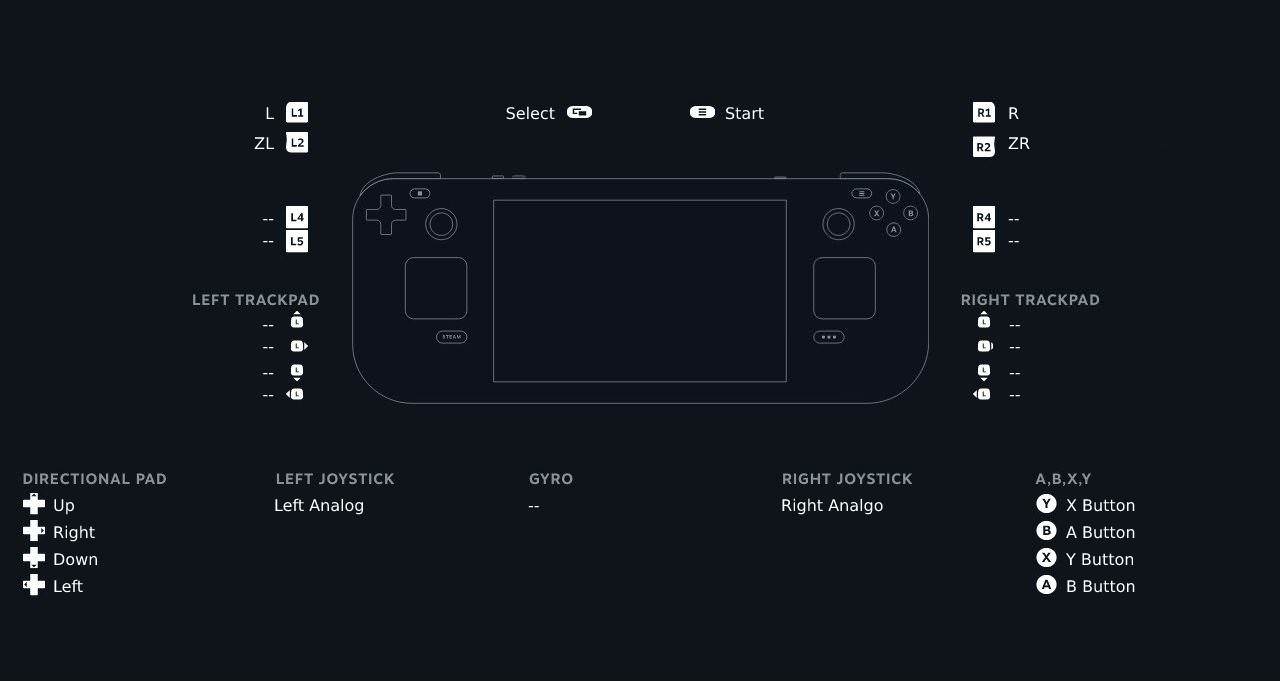 L L1
Select
Start
R1 R
ZL L2
R2 ZR
-- L4
R4 --
-- L5
R5 --
Y
X B
A
LEFT TRACKPAD
RIGHT TRACKPAD
-- L
L --
-- L
L --
-- L
L --
-- L
L --
STEAM
DIRECTIONAL PAD
Up
Right
Down
Left
LEFT JOYSTICK
Left Analog
GYRO
--
RIGHT JOYSTICK
Right Analgo
A,B,X,Y
Y X Button
B A Button
X Y Button
A B Button